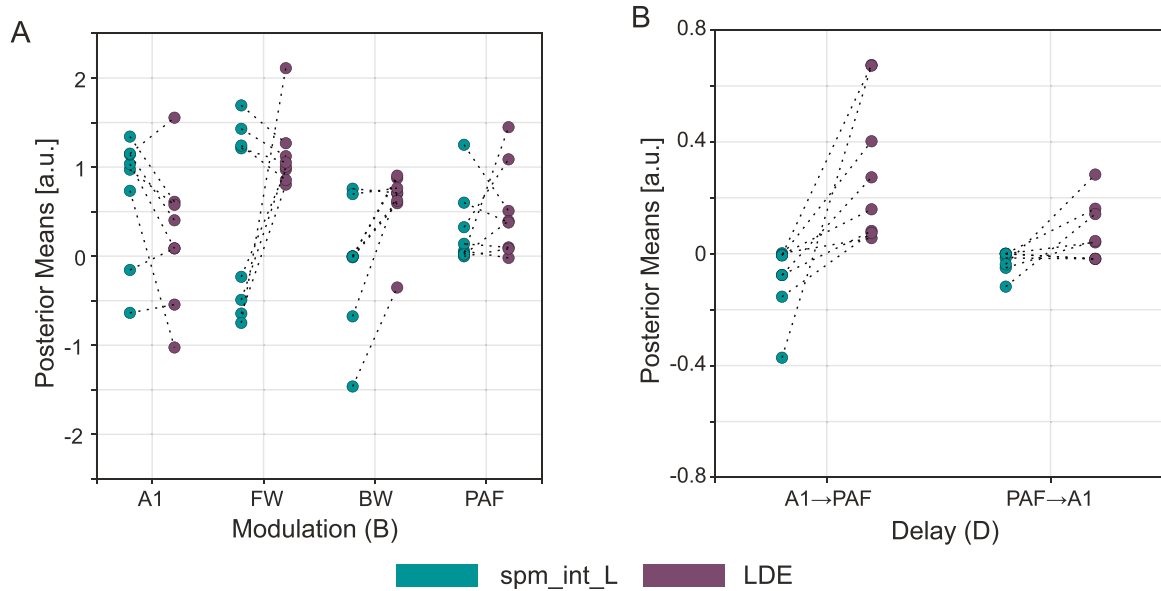 A
Posterior Means [a.u.]
2
1
0
-1
-2
A1 FW BW PAF
Modulation (B)
B
Posterior Means [a.u.]
0.8
0.4
0
-0.4
-0.8
A1→PAF PAF→A1
Delay (D)
spm_int_L LDE